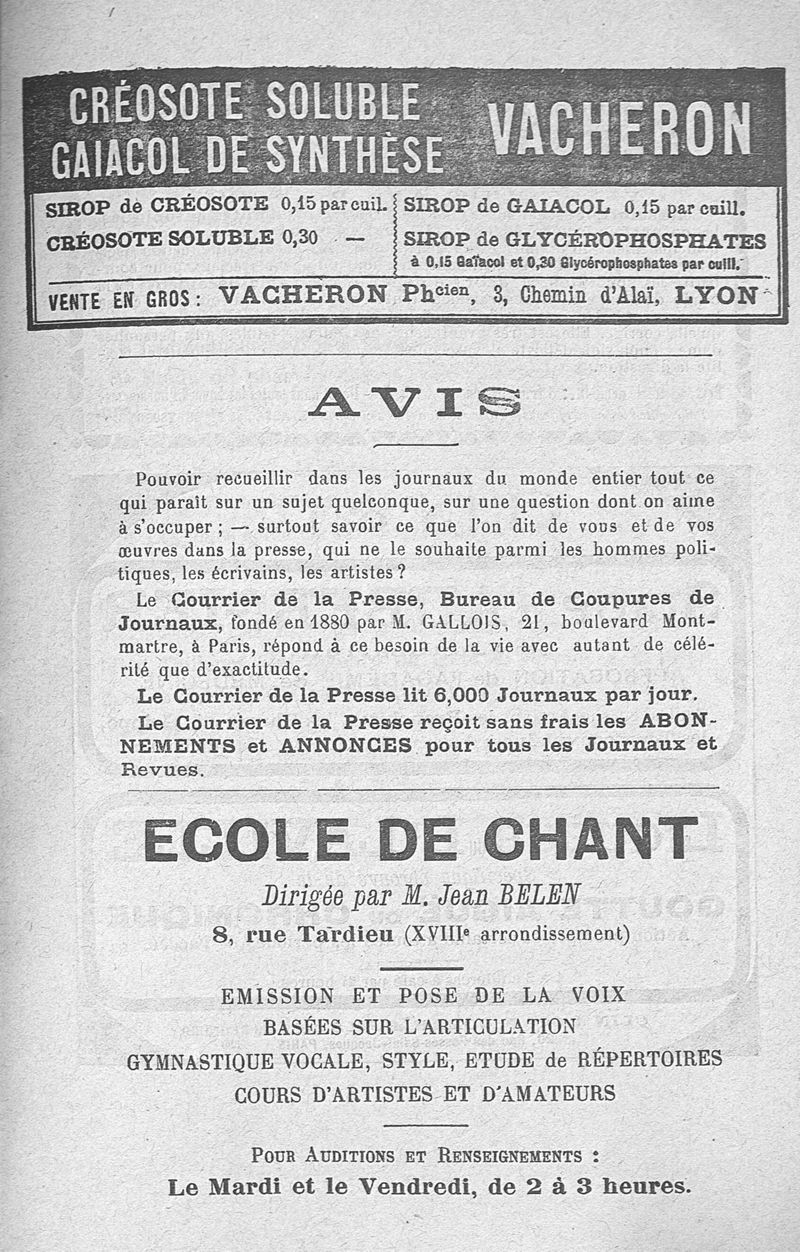 CRÉOSOTE SOLUBLE
GAIACOL DE SYNTHÈSE
VACHERON
SIROP de CRÉOSOTE 0,15 par cuil.
CRÉOSOTE SOLUBLE 0,30 —
SIROP de GAIACOL 0,15 par cuill.
SIROP de GLYCÉROPHOSPHATES
à 0,15 Gaïacol et 0,30 Glycérophosphates par cuill.
VENTE EN GROS : VACHERON Phcien, 3, Chemin d'Alaï, LYON
AVIS
Pouvoir recueillir dans les journaux du monde entier tout ce
qui paraît sur un sujet quelconque, sur une question dont on aime
à s'occuper ; — surtout savoir ce que l'on dit de vous et de vos
œuvres dans la presse, qui ne le souhaite parmi les hommes poli-
tiques, les écrivains, les artistes ?
Le Courrier de la Presse, Bureau de Coupures de
Journaux, fondé en 1880 par M. GALLOIS, 21, boulevard Mont-
martre, à Paris, répond à ce besoin de la vie avec autant de célé-
rité que d'exactitude.
Le Courrier de la Presse lit 6,000 Journaux par jour.
Le Courrier de la Presse reçoit sans frais les ABON-
NEMENTS et ANNONCES pour tous les Journaux et
Revues.
ECOLE DE CHANT
Dirigée par M. Jean BELEN
8, rue Tardieu (XVIIIe arrondissement)
EMISSION ET POSE DE LA VOIX
BASÉES SUR L'ARTICULATION
GYMNASTIQUE VOCALE, STYLE, ETUDE de RÉPERTOIRES
COURS D'ARTISTES ET D'AMATEURS
POUR AUDITIONS ET RENSEIGNEMENTS :
Le Mardi et le Vendredi, de 2 à 3 heures.